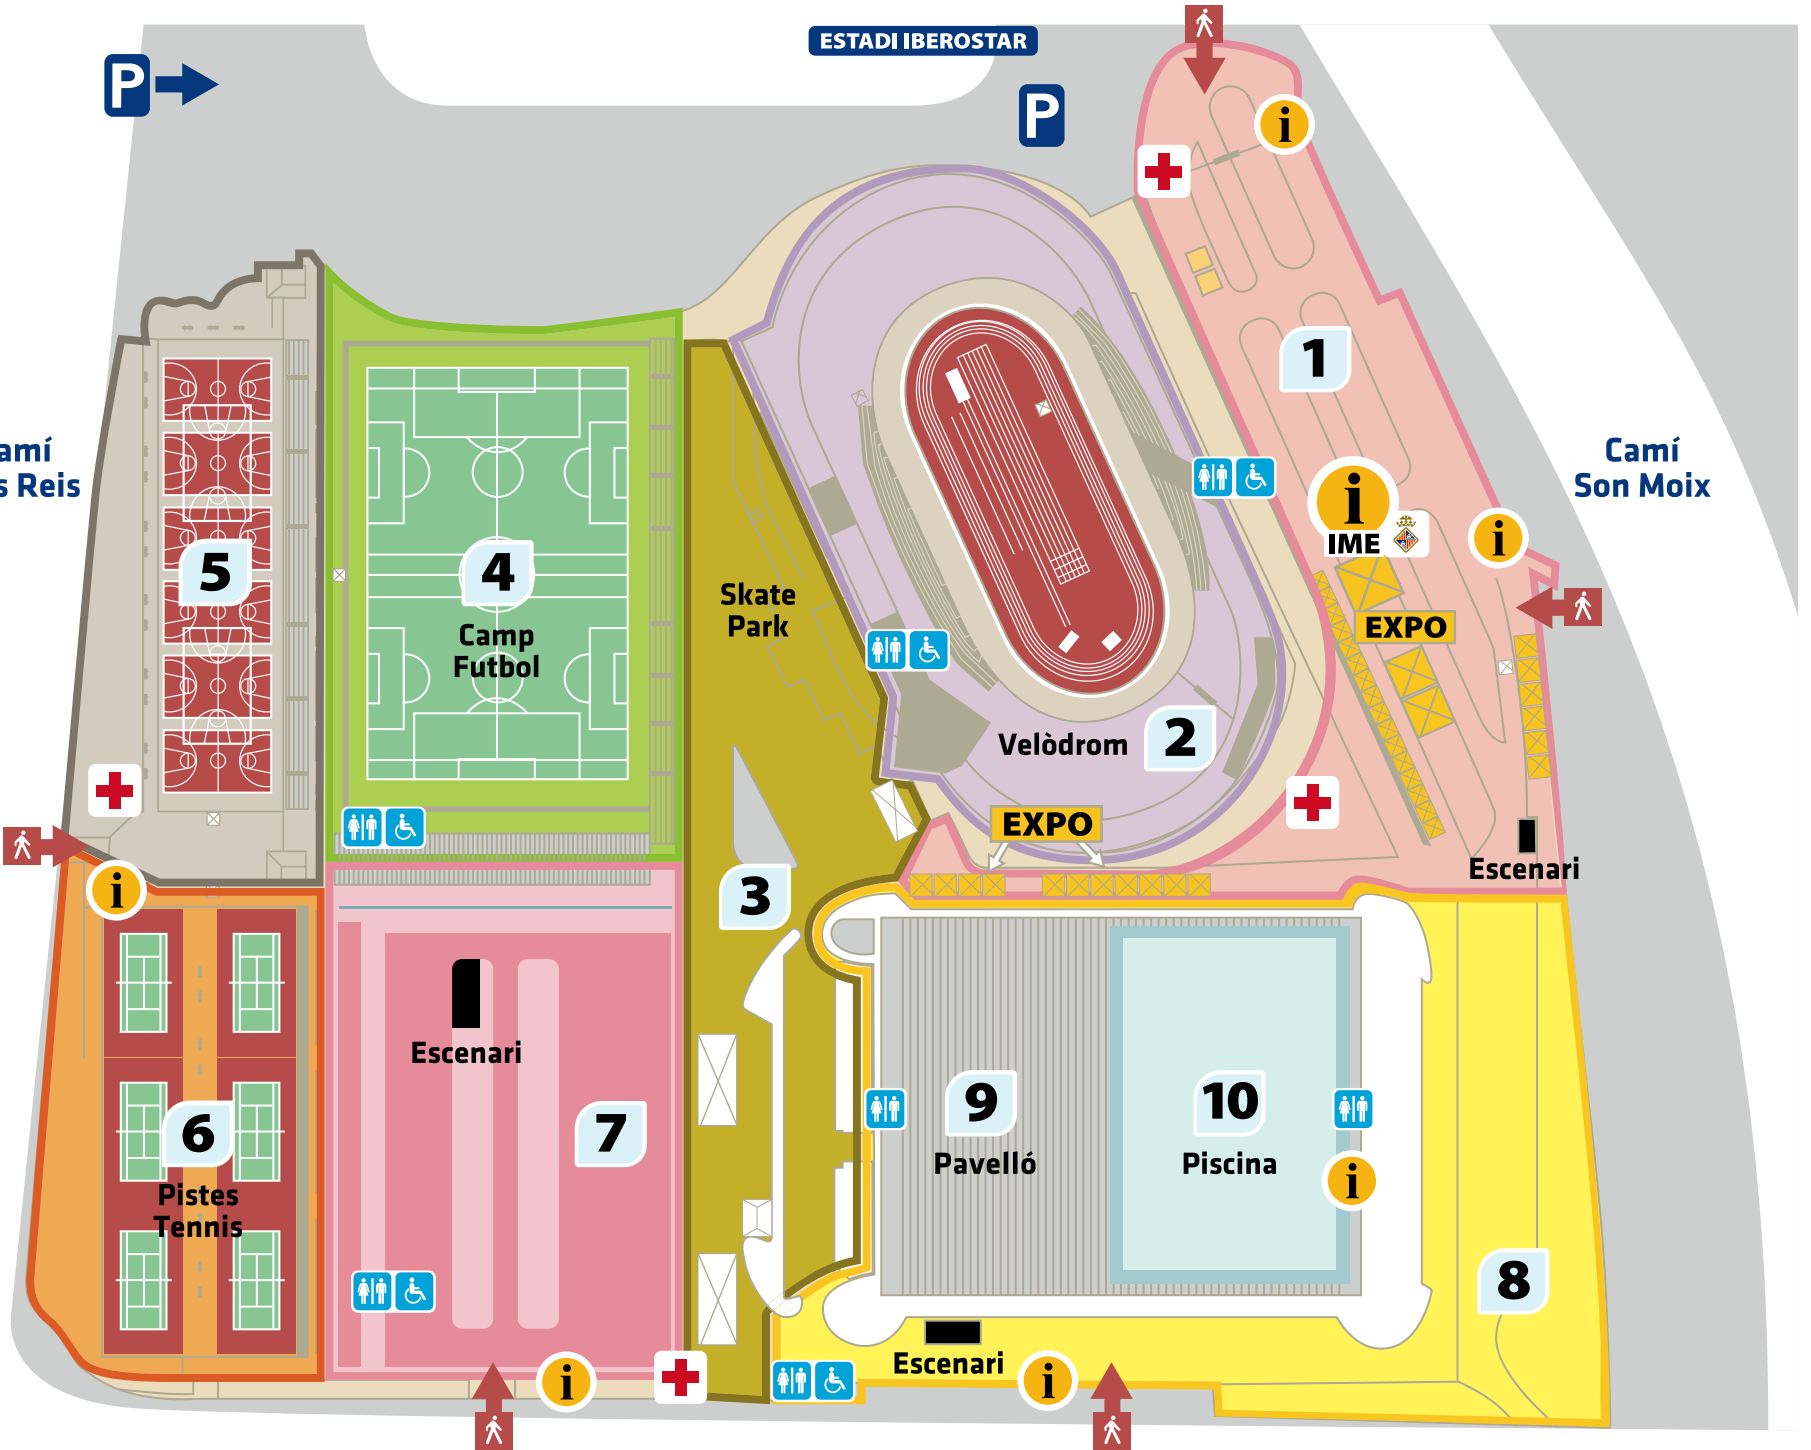 ESTADI IBEROSTAR
P
P
i
1
amí
s Reis
Camí
Son Moix
i
IME
i
5
4
Camp
Futbol
Skate
Park
EXPO
Velòdrom
2
EXPO
Escenari
i
3
Escenari
7
6
Pistes
Tennis
9
Pavelló
10
Piscina
i
8
Escenari
i
i